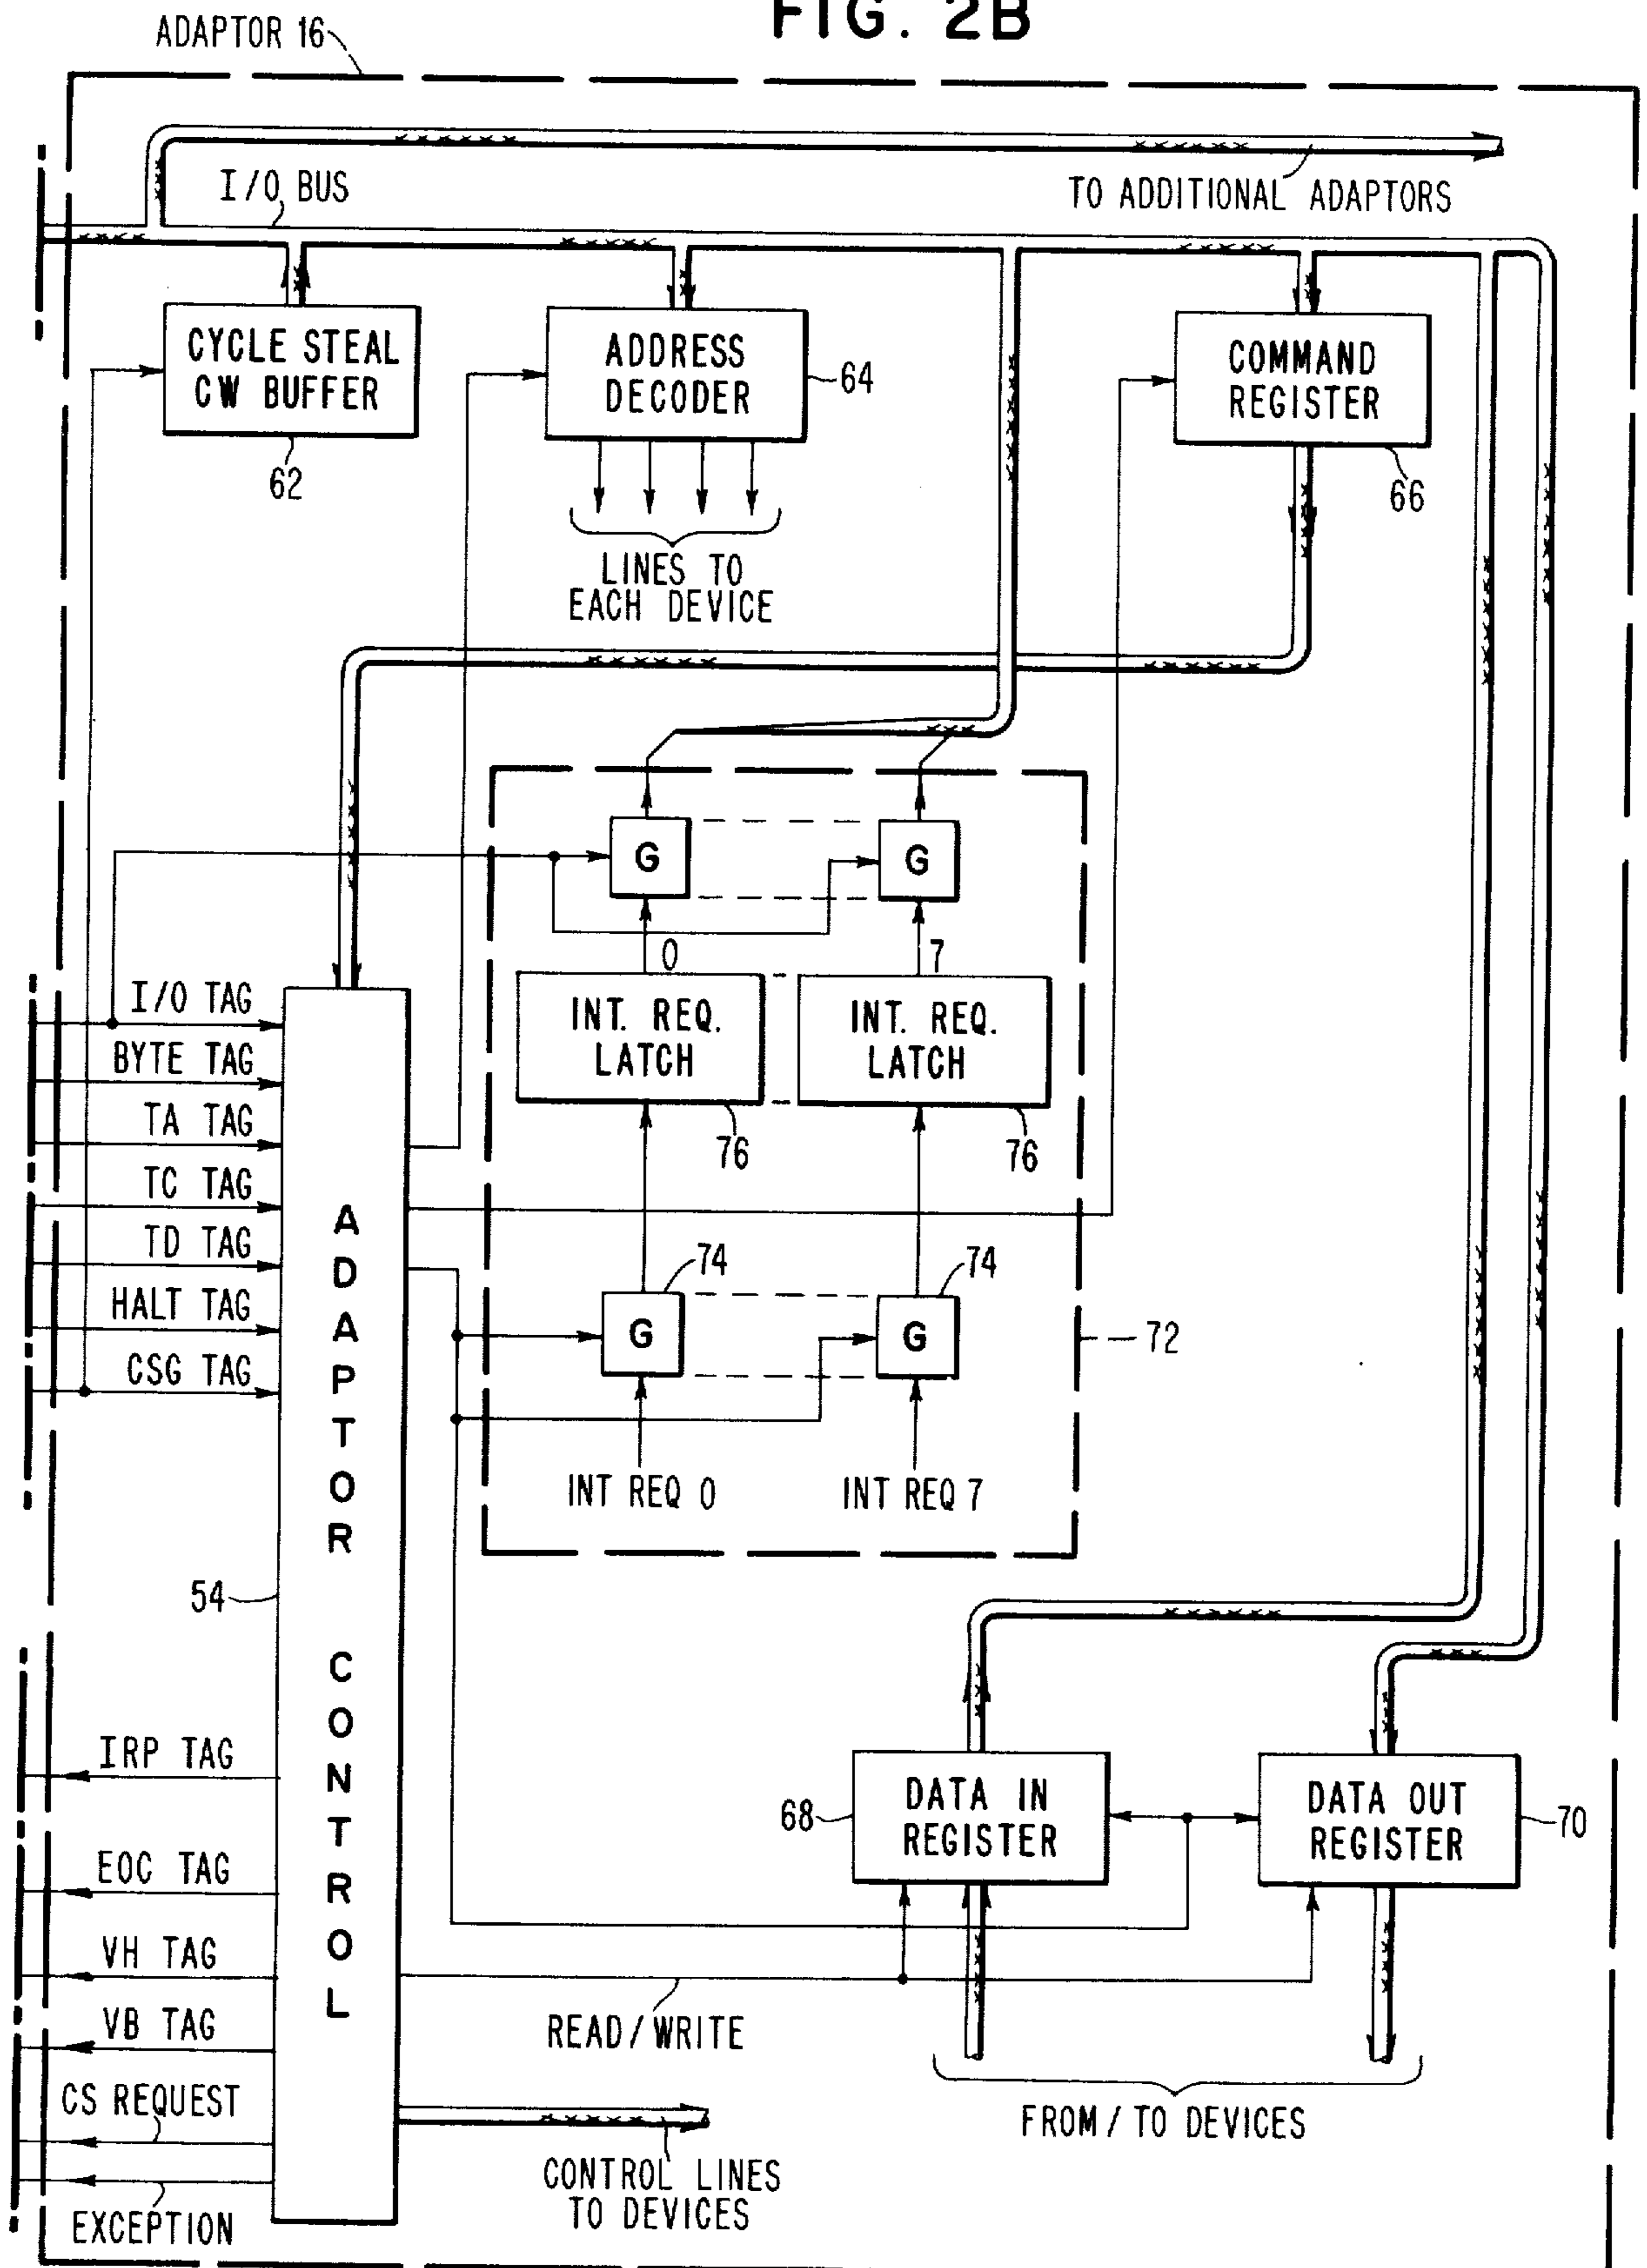 FIG. 2B
ADAPTOR 16
TO ADDITIONAL ADAPTORS
I/O BUS
CYCLE STEAL
CW BUFFER
62
ADDRESS
DECODER
64
COMMAND
REGISTER
66
LINES TO
EACH DEVICE
G
G
0
7
INT. REQ.
LATCH
76
INT. REQ.
LATCH
76
I/O TAG
BYTE TAG
TA TAG
TC TAG
TD TAG
HALT TAG
CSG TAG
ADAPTOR CONTROL
74
G
74
G
72
INT REQ 0
INT REQ 7
54
IRP TAG
EOC TAG
VH TAG
VB TAG
CS REQUEST
EXCEPTION
68
DATA IN
REGISTER
DATA OUT
REGISTER
70
READ/WRITE
FROM/TO DEVICES
CONTROL LINES
TO DEVICES